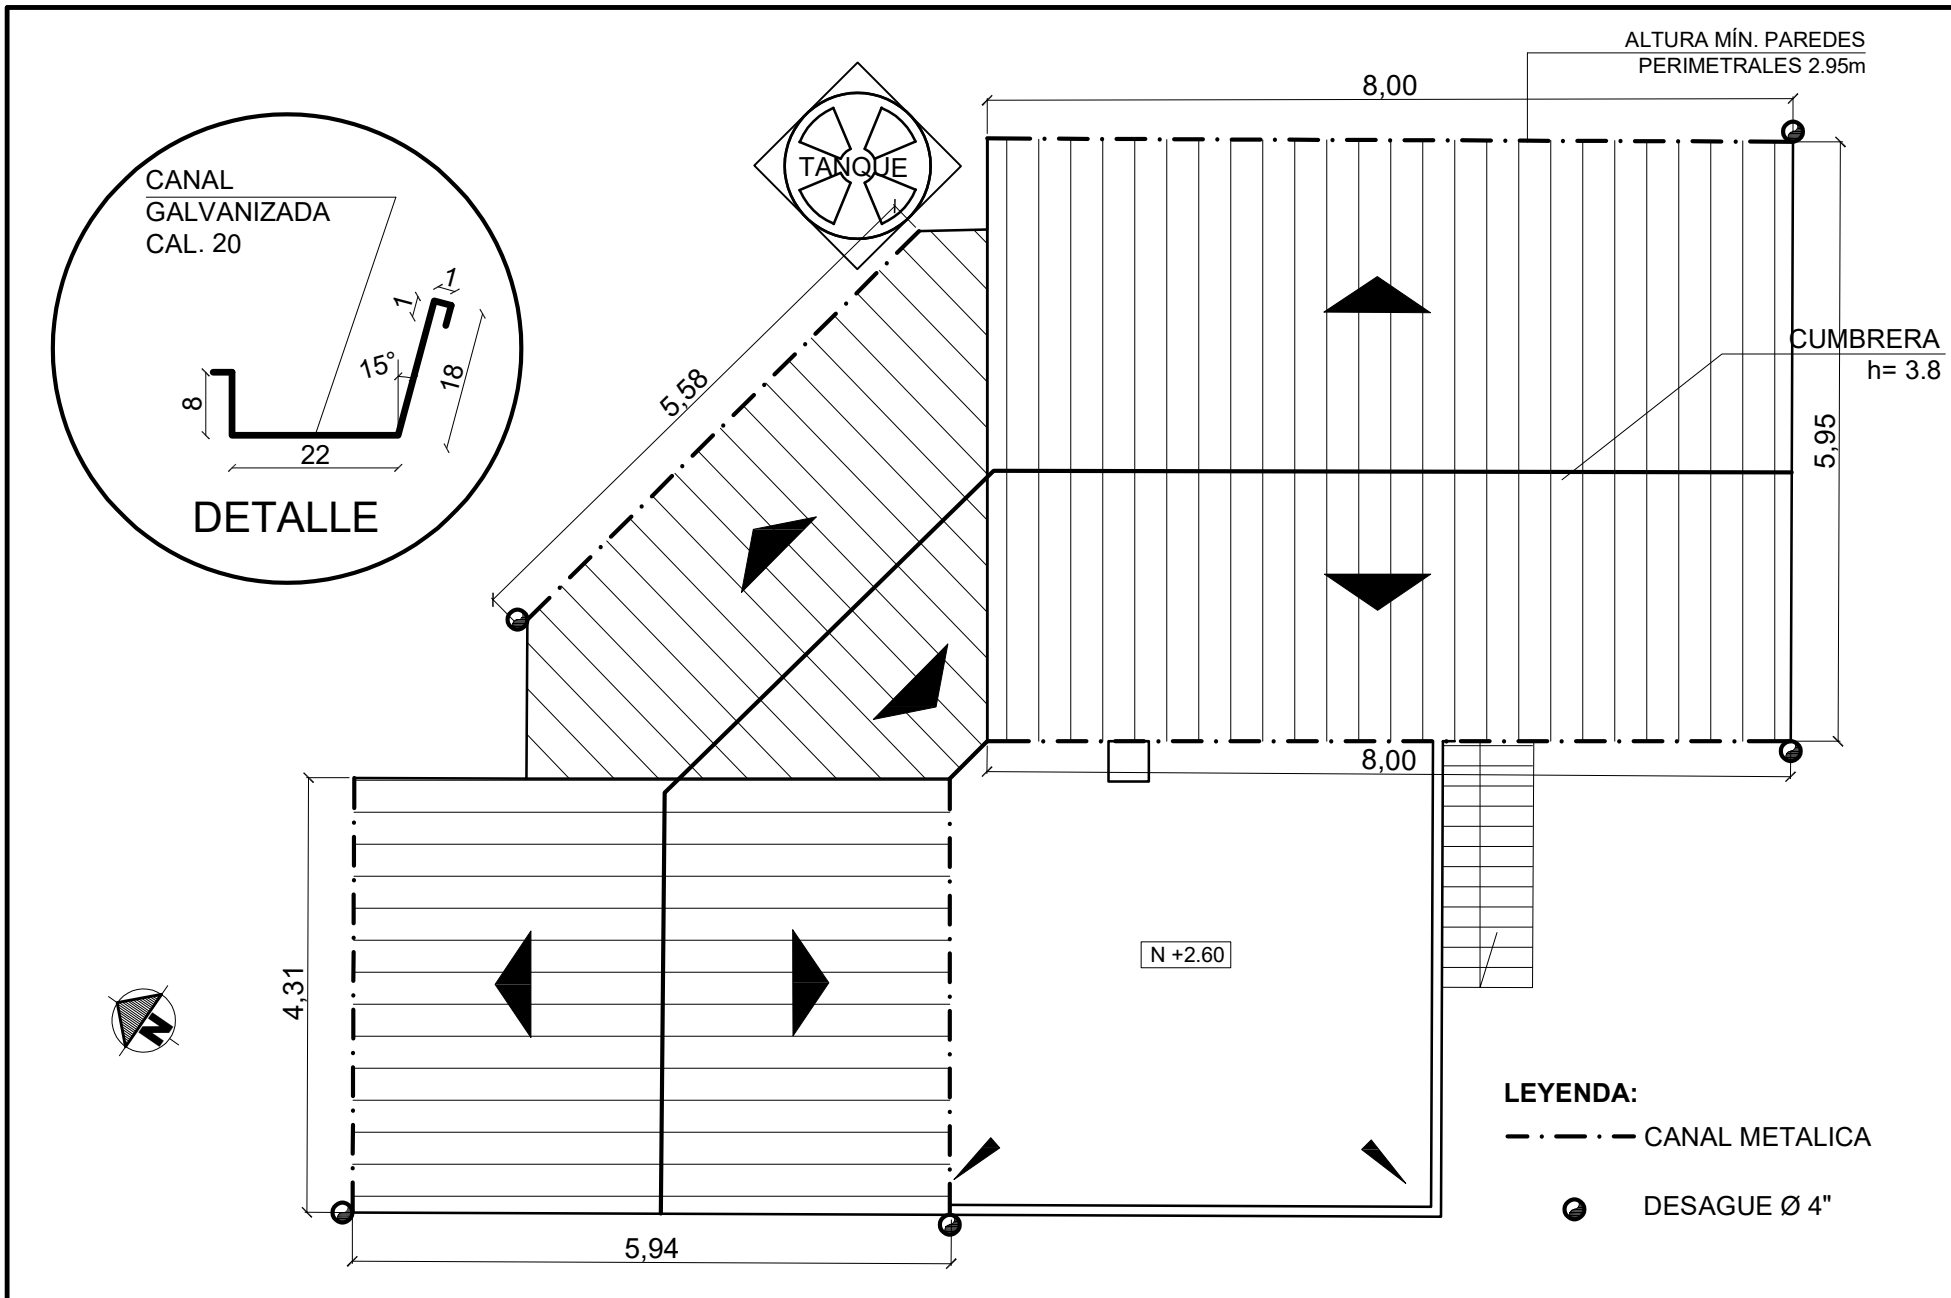 ALTURA MÍN. PAREDES
PERIMETRALES 2.95m
8,00
TANQUE
CANAL
GALVANIZADA
CAL. 20
1
1
15°
18
8
22
DETALLE
5,58
CUMBRERA
h= 3.8
5,95
8,00
4,31
N +2.60
N
5,94
LEYENDA:
CANAL METALICA
DESAGUE Ø 4"